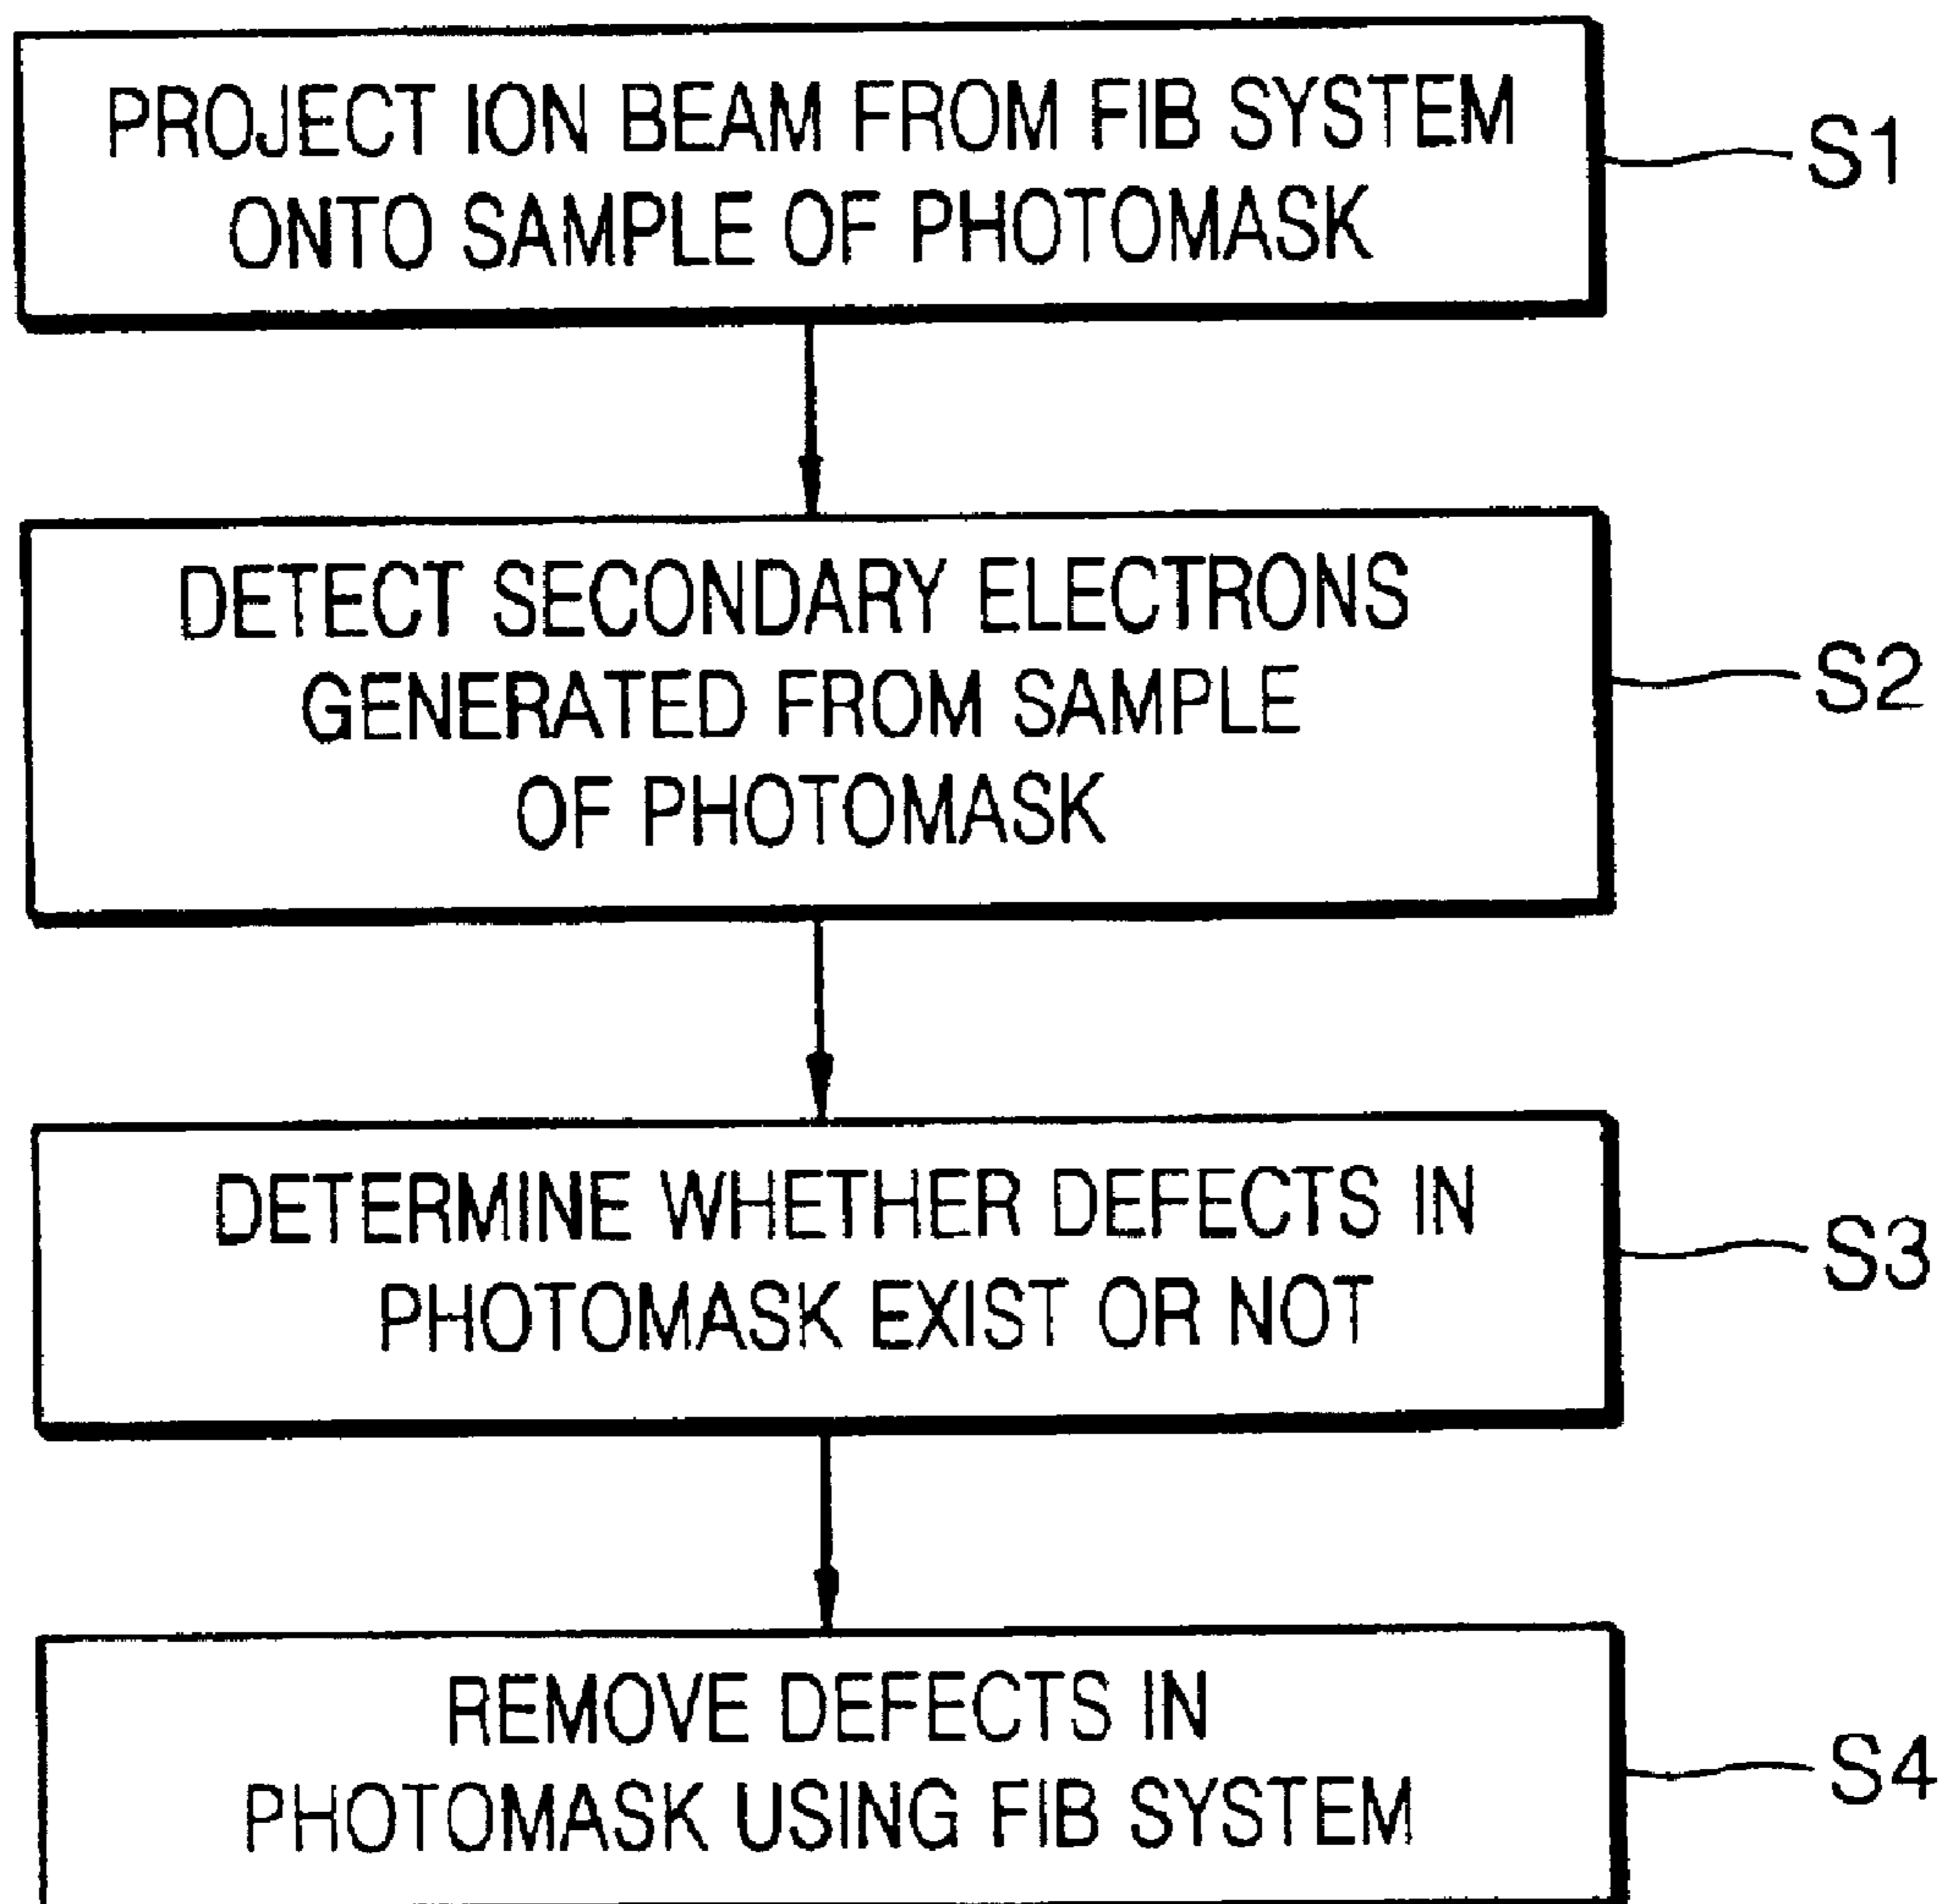 PROJECT ION BEAM FROM FIB SYSTEM
ONTO SAMPLE OF PHOTOMASK
S1
DETECT SECONDARY ELECTRONS
GENERATED FROM SAMPLE
OF PHOTOMASK
S2
DETERMINE WHETHER DEFECTS IN
PHOTOMASK EXIST OR NOT
S3
REMOVE DEFECTS IN
PHOTOMASK USING FIB SYSTEM
S4